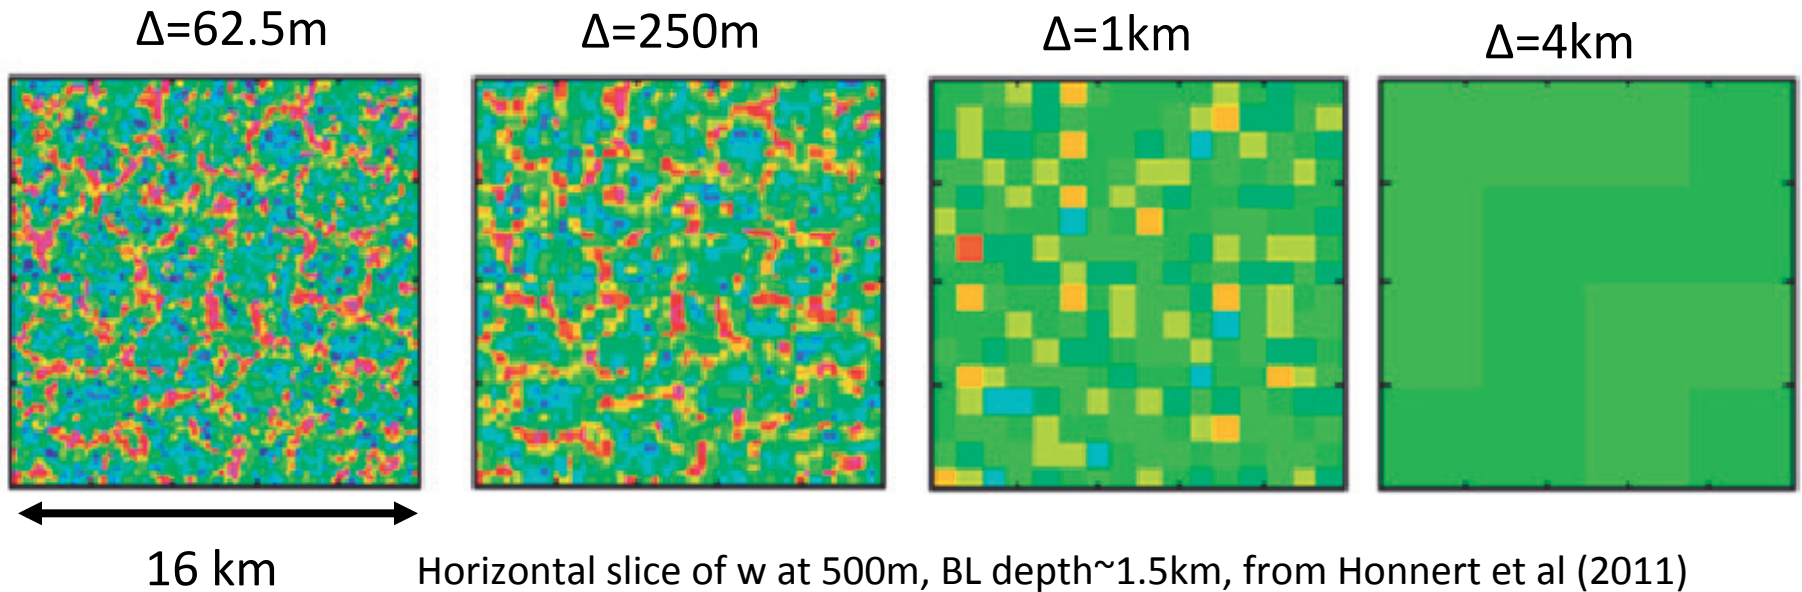 Δ=62.5m
Δ=250m
Δ=1km
Δ=4km
16 km
Horizontal slice of w at 500m, BL depth~1.5km, from Honnert et al (2011)